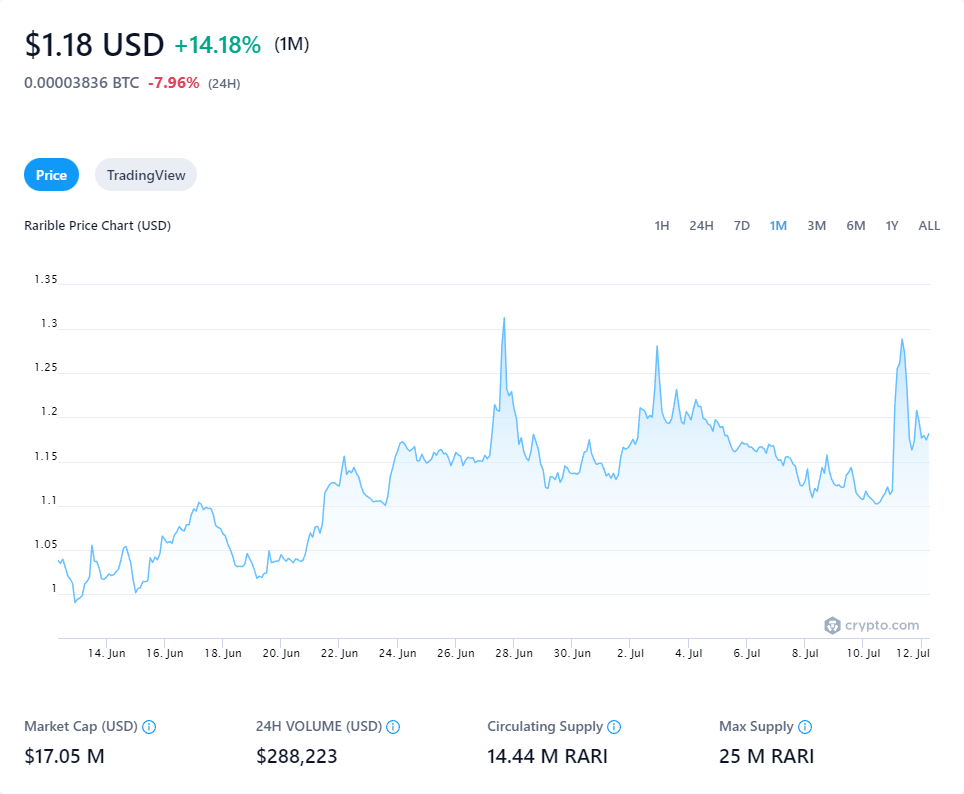 $1.18 USD +14.18% (1M)
0.00003836 BTC -7.96% (24H)
Price TradingView
Rarible Price Chart (USD) 1H 24H 7D 1M 3M 6M 1Y ALL
1.35
1.3
1.25
1.2
1.15
1.1
1.05
1
crypto.com
14. Jun 16. Jun 18. Jun 20. Jun 22. Jun 24. Jun 26. Jun 28. Jun 30. Jun 2. Jul 4. Jul 6. Jul 8. Jul 10. Jul 12. Jul
Market Cap (USD) 24H VOLUME (USD) Circulating Supply Max Supply
$17.05 M $288,223 14.44 M RARI 25 M RARI